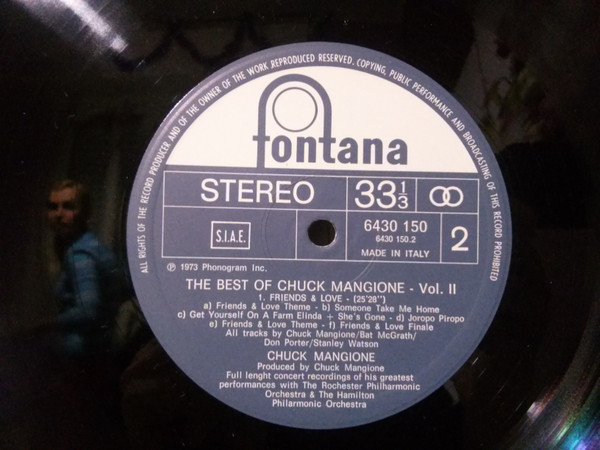 ALL RIGHTS OF THE RECORD PRODUCER AND OF THE OWNER OF THE WORK REPRODUCED RESERVED. COPYING, PUBLIC PERFORMANCE AND BROADCASTING OF THIS RECORD PROHIBITED
fontana
STEREO 33 1/3
S.I.A.E.
6430 150
6430 150.2
MADE IN ITALY
2
℗ 1973 Phonogram Inc.
THE BEST OF CHUCK MANGIONE - Vol. II
1. FRIENDS & LOVE - (25'28")
a) Friends & Love Theme - b) Someone Take Me Home
c) Get Yourself On A Farm Elinda + She's Gone - d) Joropo Piropo
e) Friends & Love Theme - f) Friends & Love Finale
All tracks by Chuck Mangione/Bat McGrath/
Don Porter/Stanley Watson
CHUCK MANGIONE
Produced by Chuck Mangione
Full lenght concert recordings of his greatest
performances with The Rochester Philharmonic
Orchestra & The Hamilton
Philarmonic Orchestra